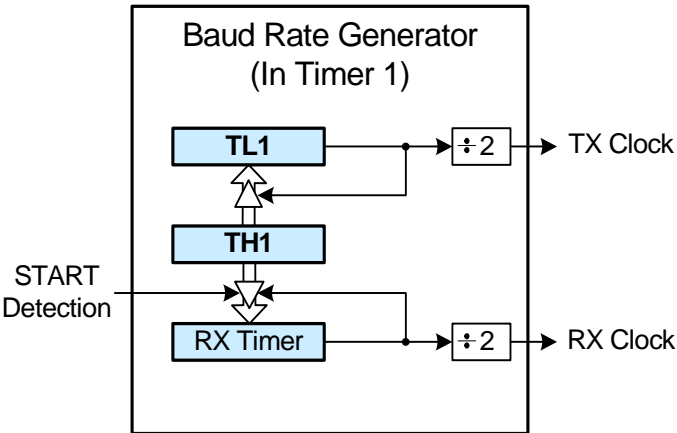 Baud Rate Generator
(In Timer 1)
TL1
÷2
TX Clock
TH1
START
Detection
RX Timer
÷2
RX Clock